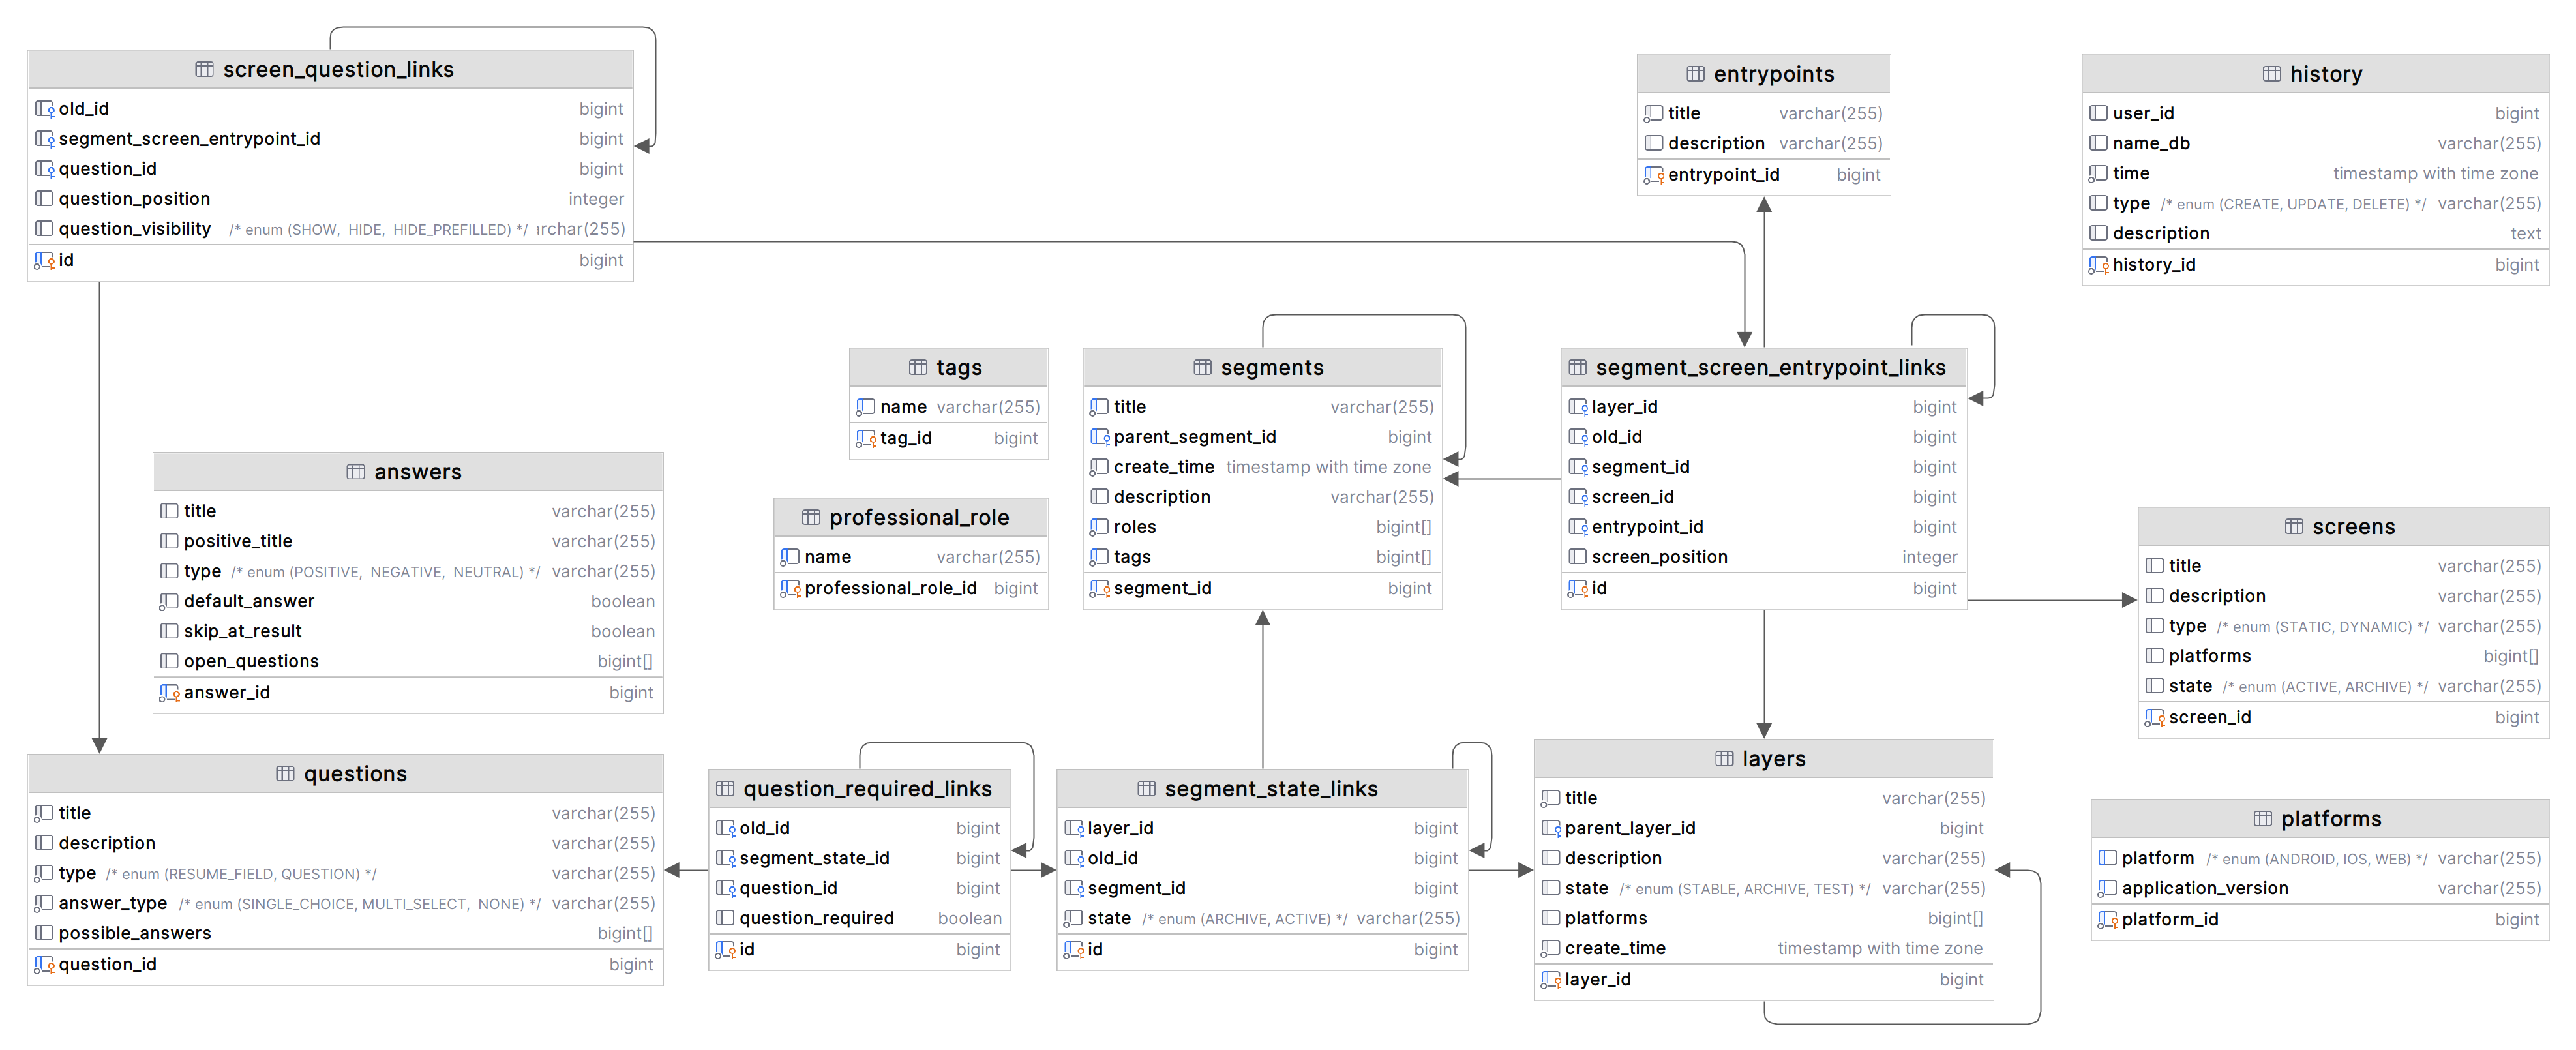 screen_question_links
old_id bigint
segment_screen_entrypoint_id bigint
question_id bigint
question_position integer
question_visibility /* enum (SHOW, HIDE, HIDE_PREFILLED) */ varchar(255)
id bigint
entrypoints
title varchar(255)
description varchar(255)
entrypoint_id bigint
history
user_id bigint
name_db varchar(255)
time timestamp with time zone
type /* enum (CREATE, UPDATE, DELETE) */ varchar(255)
description text
history_id bigint
tags
name varchar(255)
tag_id bigint
segments
title varchar(255)
parent_segment_id bigint
create_time timestamp with time zone
description varchar(255)
roles bigint[]
tags bigint[]
segment_id bigint
segment_screen_entrypoint_links
layer_id bigint
old_id bigint
segment_id bigint
screen_id bigint
entrypoint_id bigint
screen_position integer
id bigint
answers
title varchar(255)
positive_title varchar(255)
type /* enum (POSITIVE, NEGATIVE, NEUTRAL) */ varchar(255)
default_answer boolean
skip_at_result boolean
open_questions bigint[]
answer_id bigint
professional_role
name varchar(255)
professional_role_id bigint
screens
title varchar(255)
description varchar(255)
type /* enum (STATIC, DYNAMIC) */ varchar(255)
platforms bigint[]
state /* enum (ACTIVE, ARCHIVE) */ varchar(255)
screen_id bigint
questions
title varchar(255)
description varchar(255)
type /* enum (RESUME_FIELD, QUESTION) */ varchar(255)
answer_type /* enum (SINGLE_CHOICE, MULTI_SELECT, NONE) */ varchar(255)
possible_answers bigint[]
question_id bigint
question_required_links
old_id bigint
segment_state_id bigint
question_id bigint
question_required boolean
id bigint
segment_state_links
layer_id bigint
old_id bigint
segment_id bigint
state /* enum (ARCHIVE, ACTIVE) */ varchar(255)
id bigint
layers
title varchar(255)
parent_layer_id bigint
description varchar(255)
state /* enum (STABLE, ARCHIVE, TEST) */ varchar(255)
platforms bigint[]
create_time timestamp with time zone
layer_id bigint
platforms
platform /* enum (ANDROID, IOS, WEB) */ varchar(255)
application_version varchar(255)
platform_id bigint